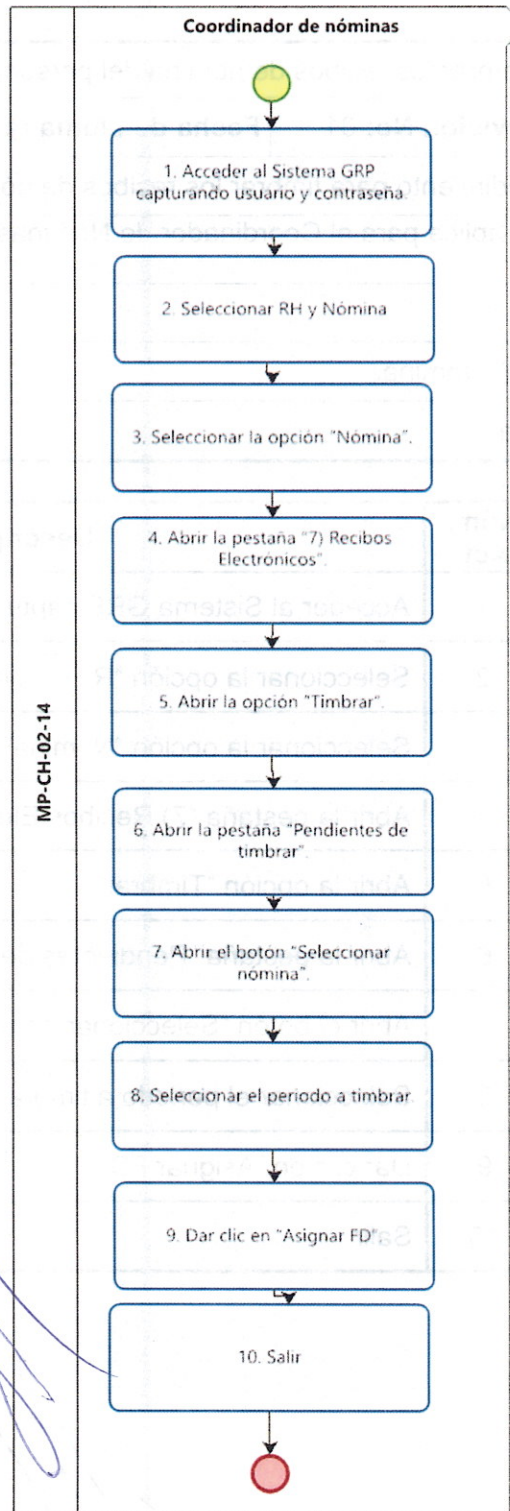 Coordinador de nóminas
MP-CH-02-14
1. Acceder al Sistema GRP
capturando usuario y contraseña.
2. Seleccionar RH y Nómina
3. Seleccionar la opción "Nómina".
4. Abrir la pestaña "7) Recibos
Electrónicos".
5. Abrir la opción "Timbrar".
6. Abrir la pestaña "Pendientes de
timbrar".
7. Abrir el botón "Seleccionar
nómina".
8. Seleccionar el periodo a timbrar.
9. Dar clic en "Asignar FD"
10. Salir